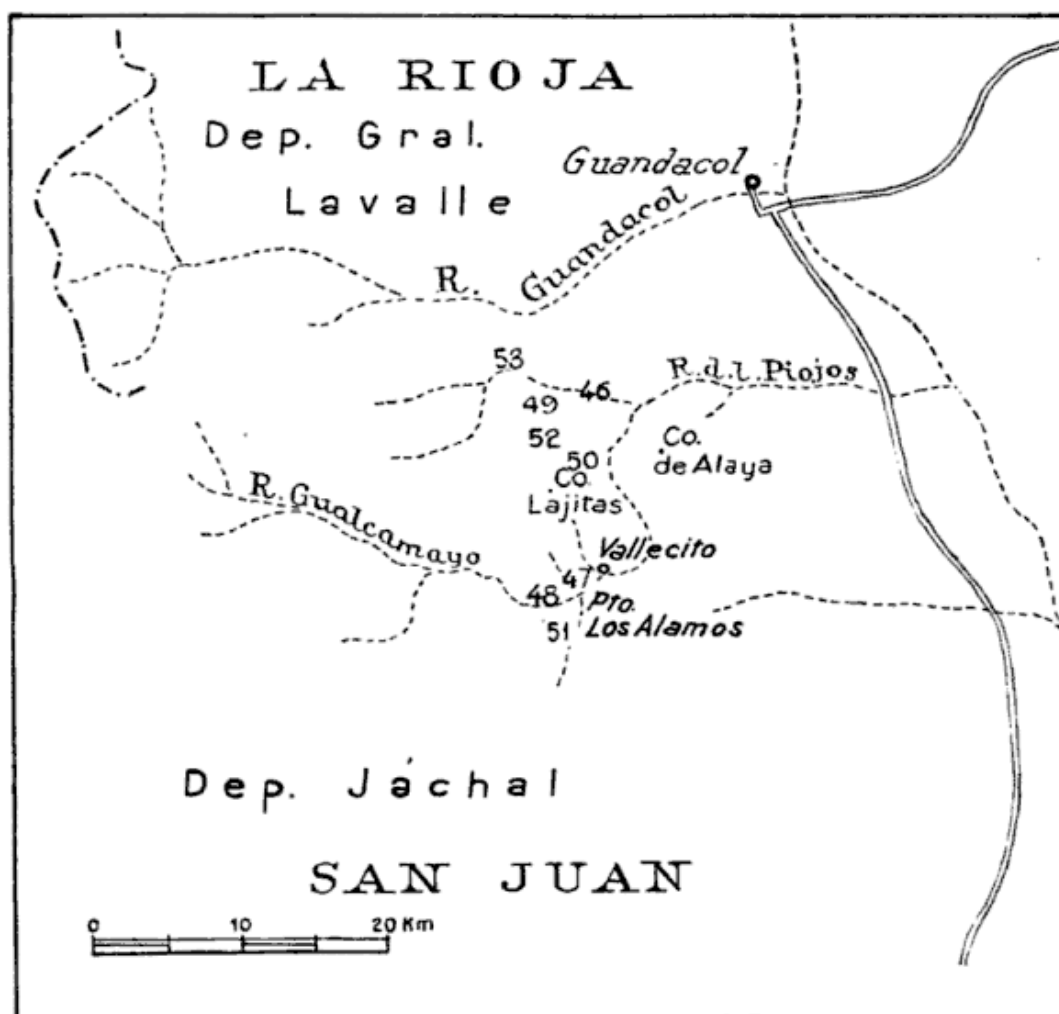 LA RIOJA
Dep. Gral.
Lavalle
Guandacol
R. Guandacol
53
46
R.d.l. Piojos
49
52
50
Co.
de Alaya
Co.
Lajitas
R. Gualcamayo
Vallecito
47
48
Pto.
Los Alamos
51
Dep. Jáchal
SAN JUAN
0 10 20 Km